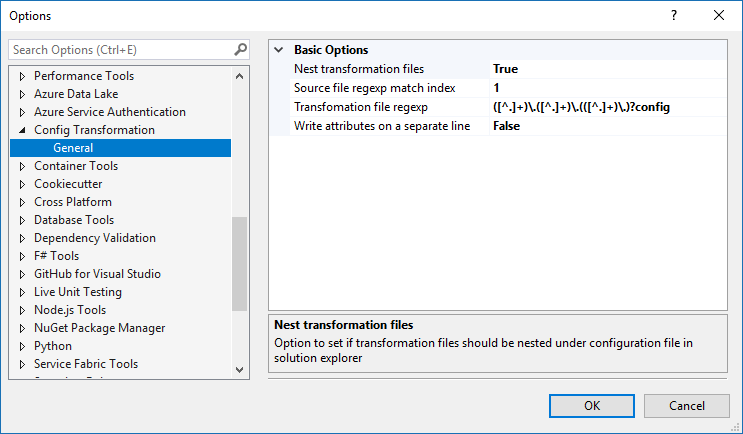 Options
Search Options (Ctrl+E)
Performance Tools
Azure Data Lake
Azure Service Authentication
Config Transformation
General
Container Tools
Cookiecutter
Cross Platform
Database Tools
Dependency Validation
F# Tools
GitHub for Visual Studio
Live Unit Testing
Node.js Tools
NuGet Package Manager
Python
Service Fabric Tools
Basic Options
Nest transformation files True
Source file regexp match index 1
Transfomation file regexp ([^.]+)\.([^.]+)\.(([^.]+)\.)?config
Write attributes on a separate line False
Nest transformation files
Option to set if transformation files should be nested under configuration file in
solution explorer
OK
Cancel